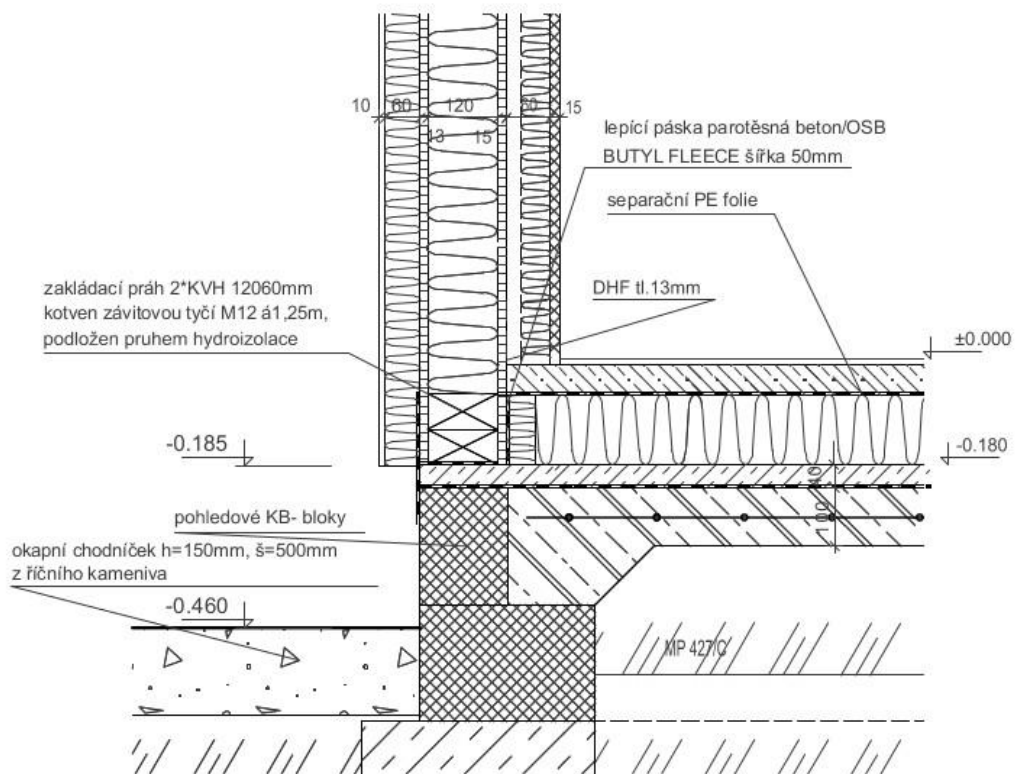 10 60 120 60 15
13 15
lepící páska parotěsná beton/OSB
BUTYL FLEECE šířka 50mm
separační PE folie
zakládací práh 2*KVH 12060mm
kotven závitovou tyčí M12 á1,25m,
podložen pruhem hydroizolace
DHF tl.13mm
±0.000
-0.185
-0.180
40
100
pohledové KB- bloky
okapní chodníček h=150mm, š=500mm
z říčního kameniva
-0.460
MP 427/C